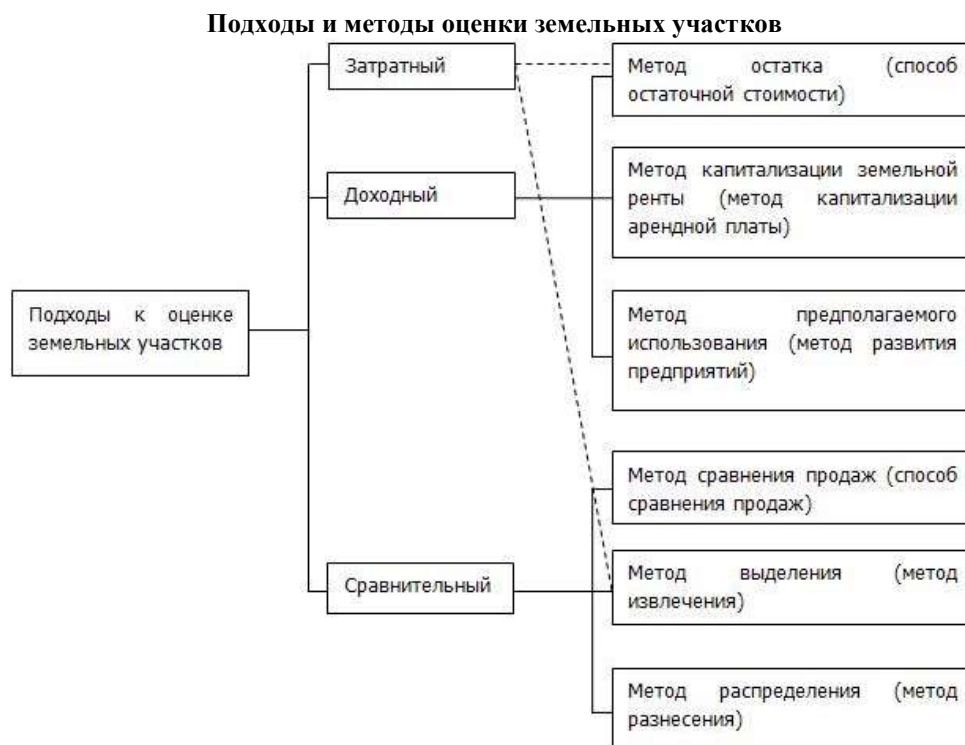 Подходы и методы оценки земельных участков
Затратный
Метод остатка (способ
остаточной стоимости)
Доходный
Метод капитализации земельной
ренты (метод капитализации
арендной платы)
Подходы к оценке
земельных участков
Метод предполагаемого
использования (метод развития
предприятий)
Метод сравнения продаж (способ
сравнения продаж)
Сравнительный
Метод выделения (метод
извлечения)
Метод распределения (метод
разнесения)